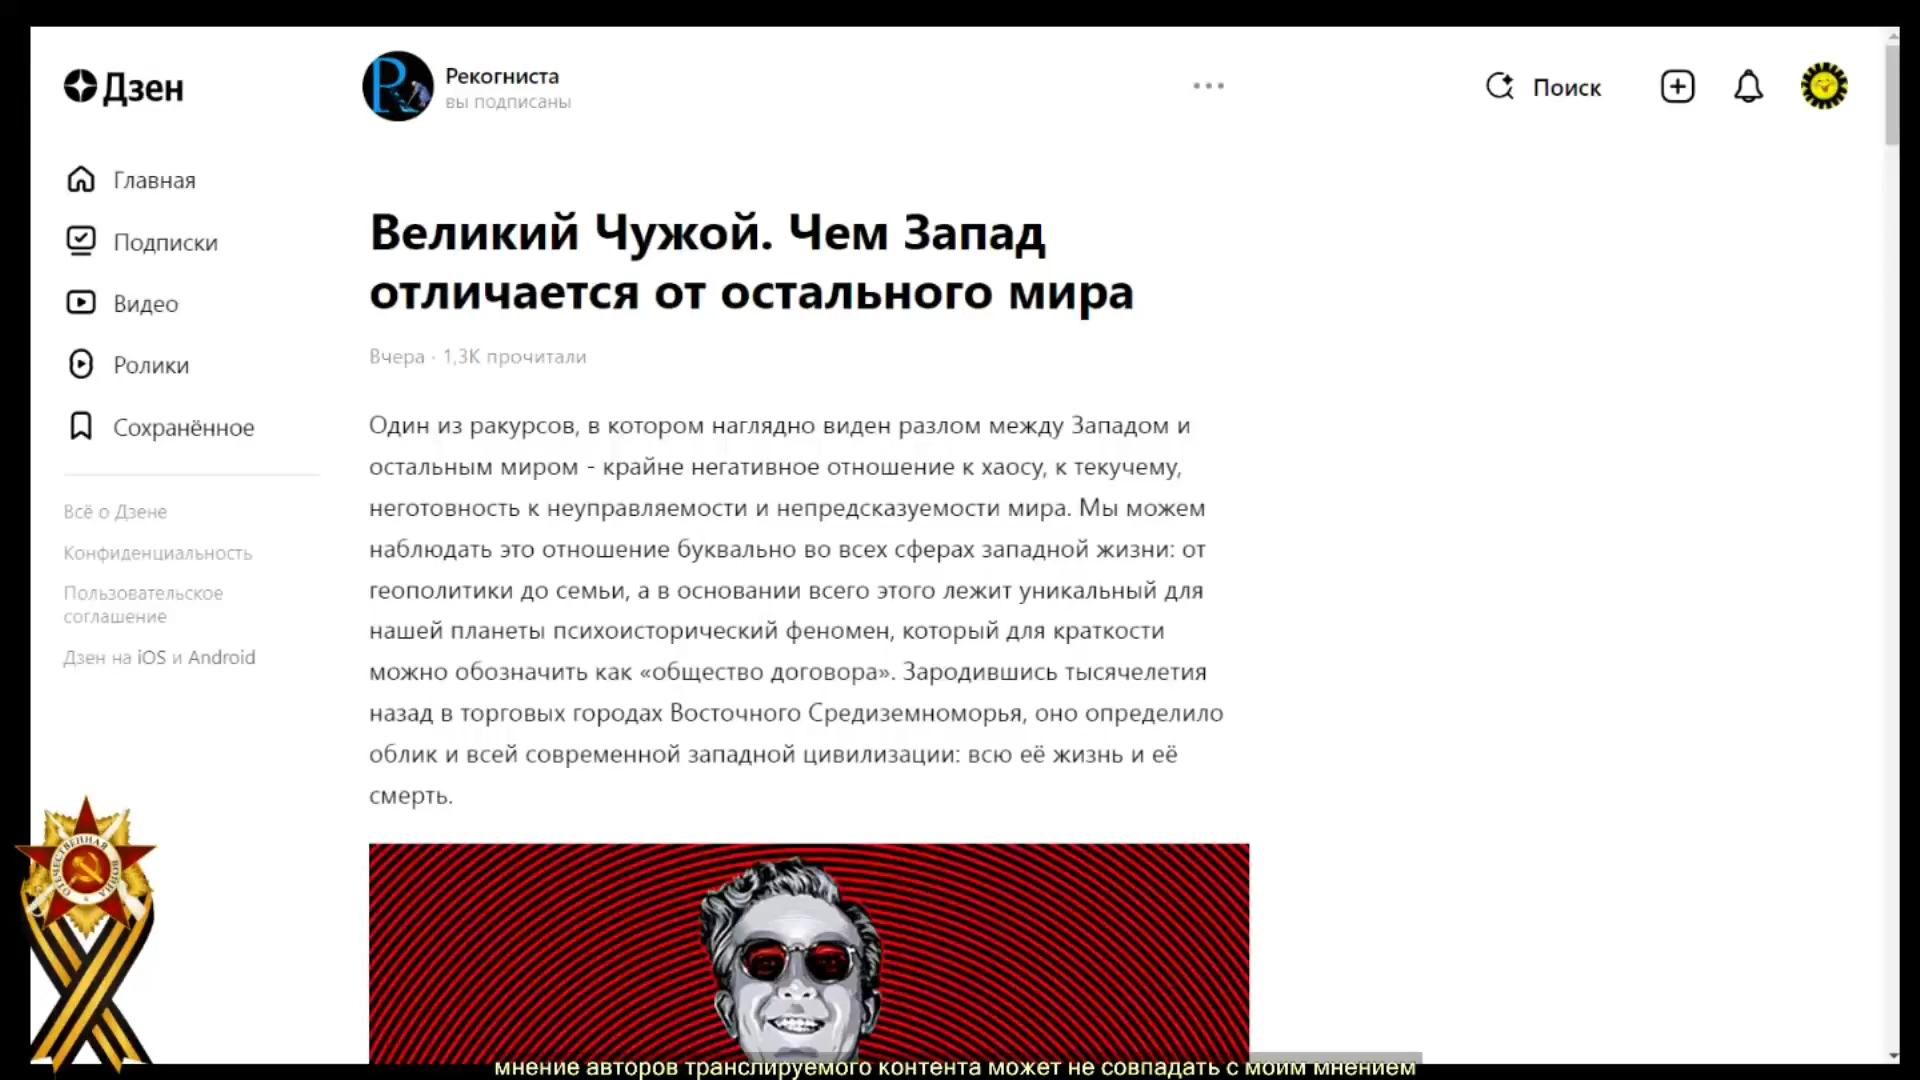 Дзен
Рекогниста
вы подписаны
Поиск
Главная
Подписки
Видео
Ролики
Сохранённое
Всё о Дзене
Конфиденциальность
Пользовательское
соглашение
Дзен на iOS и Android
Великий Чужой. Чем Запад
отличается от остального мира
Вчера · 1,3K прочитали
Один из ракурсов, в котором наглядно виден разлом между Западом и
остальным миром - крайне негативное отношение к хаосу, к текучему,
неготовность к неуправляемости и непредсказуемости мира. Мы можем
наблюдать это отношение буквально во всех сферах западной жизни: от
геополитики до семьи, а в основании всего этого лежит уникальный для
нашей планеты психоисторический феномен, который для краткости
можно обозначить как «общество договора». Зародившись тысячелетия
назад в торговых городах Восточного Средиземноморья, оно определило
облик и всей современной западной цивилизации: всю её жизнь и её
смерть.
ОТЕЧЕСТВЕННАЯ ВОЙНА
мнение авторов транслируемого контента может не совпадать с моим мнением